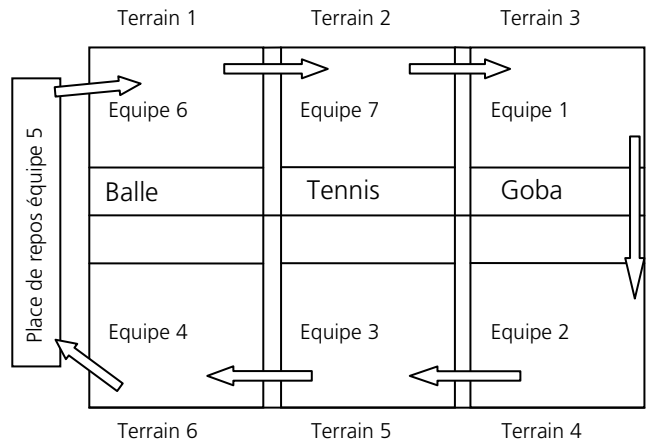 Terrain 1 Terrain 2 Terrain 3
Equipe 6 Equipe 7 Equipe 1
Place de repos équipe 5
Balle Tennis Goba
Equipe 4 Equipe 3 Equipe 2
Terrain 6 Terrain 5 Terrain 4